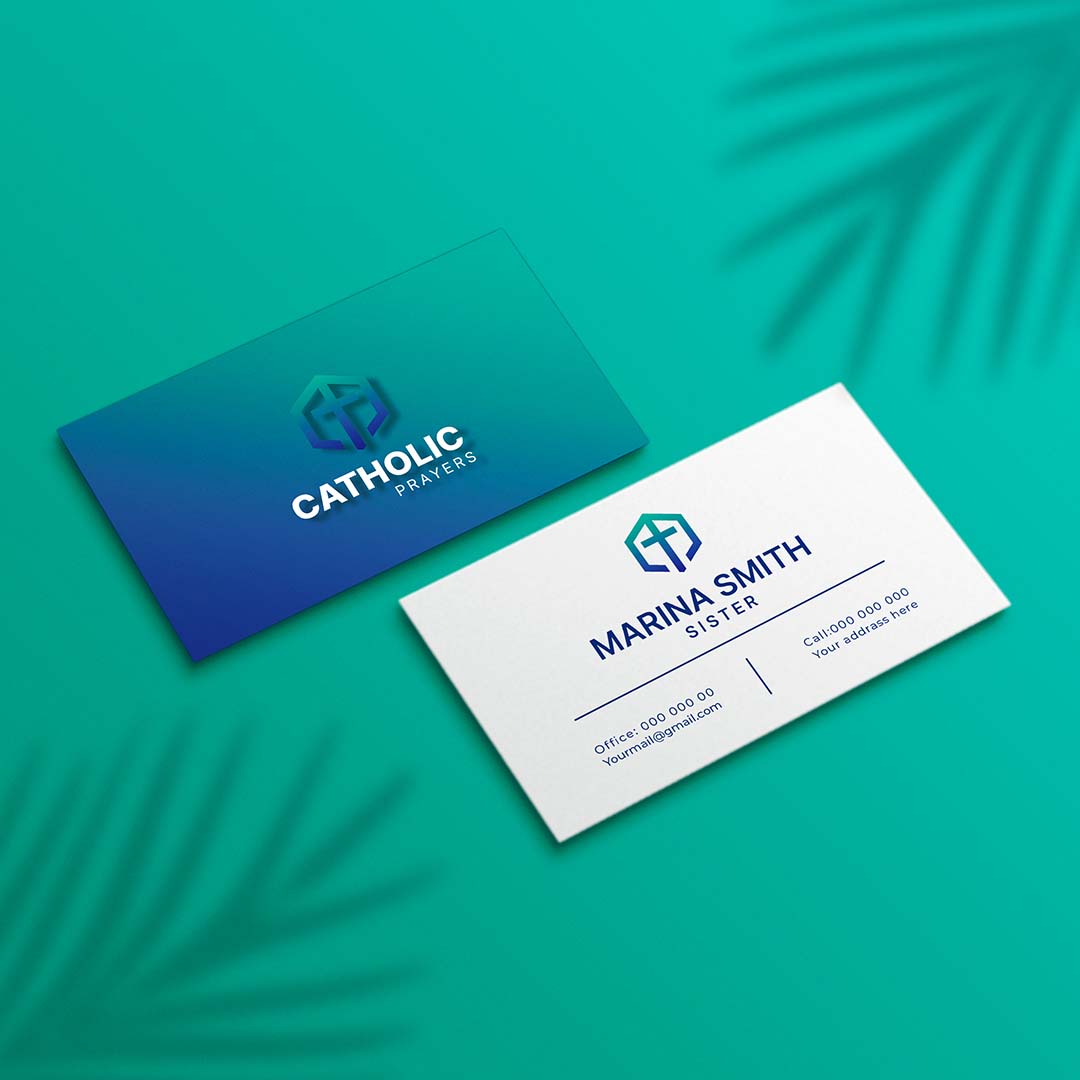 CATHOLIC
PRAYERS
MARINA SMITH
SISTER
Office: 000 000 00
Yourmail@gmail.com
Call:000 000 000
Your addrass here